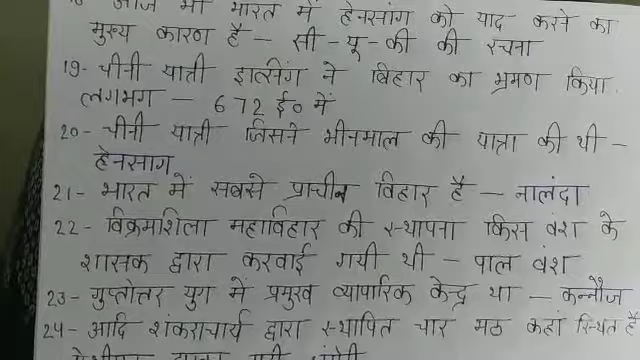 18 आज भी भारत में हेनसांग को याद करने का
मुख्य कारण है - सी-यू-की की रचना
19- चीनी यात्री इत्सिंग ने बिहार का भ्रमण किया
लगभग - 672 ई० में
20- चीनी यात्री जिसने भीनमाल की यात्रा की थी -
हेनसाग
21- भारत में सबसे प्राचीन विहार है - नालंदा
22- विक्रमशिला महाविहार की स्थापना किस वंश के
शासक द्वारा करवाई गयी थी - पाल वंश
23- गुप्तोत्तर युग में प्रमुख व्यापारिक केन्द्र था - कन्नौज
24- आदि शंकराचार्य द्वारा स्थापित चार मठ कहां स्थित है